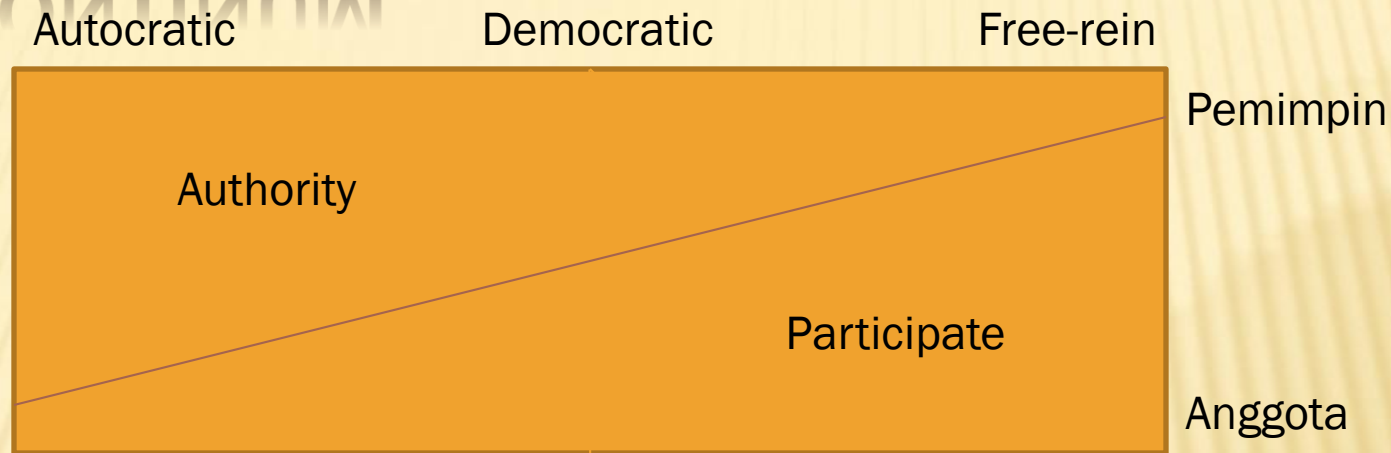 Autocratic Democratic Free-rein
Pemimpin
Authority
Participate
Anggota